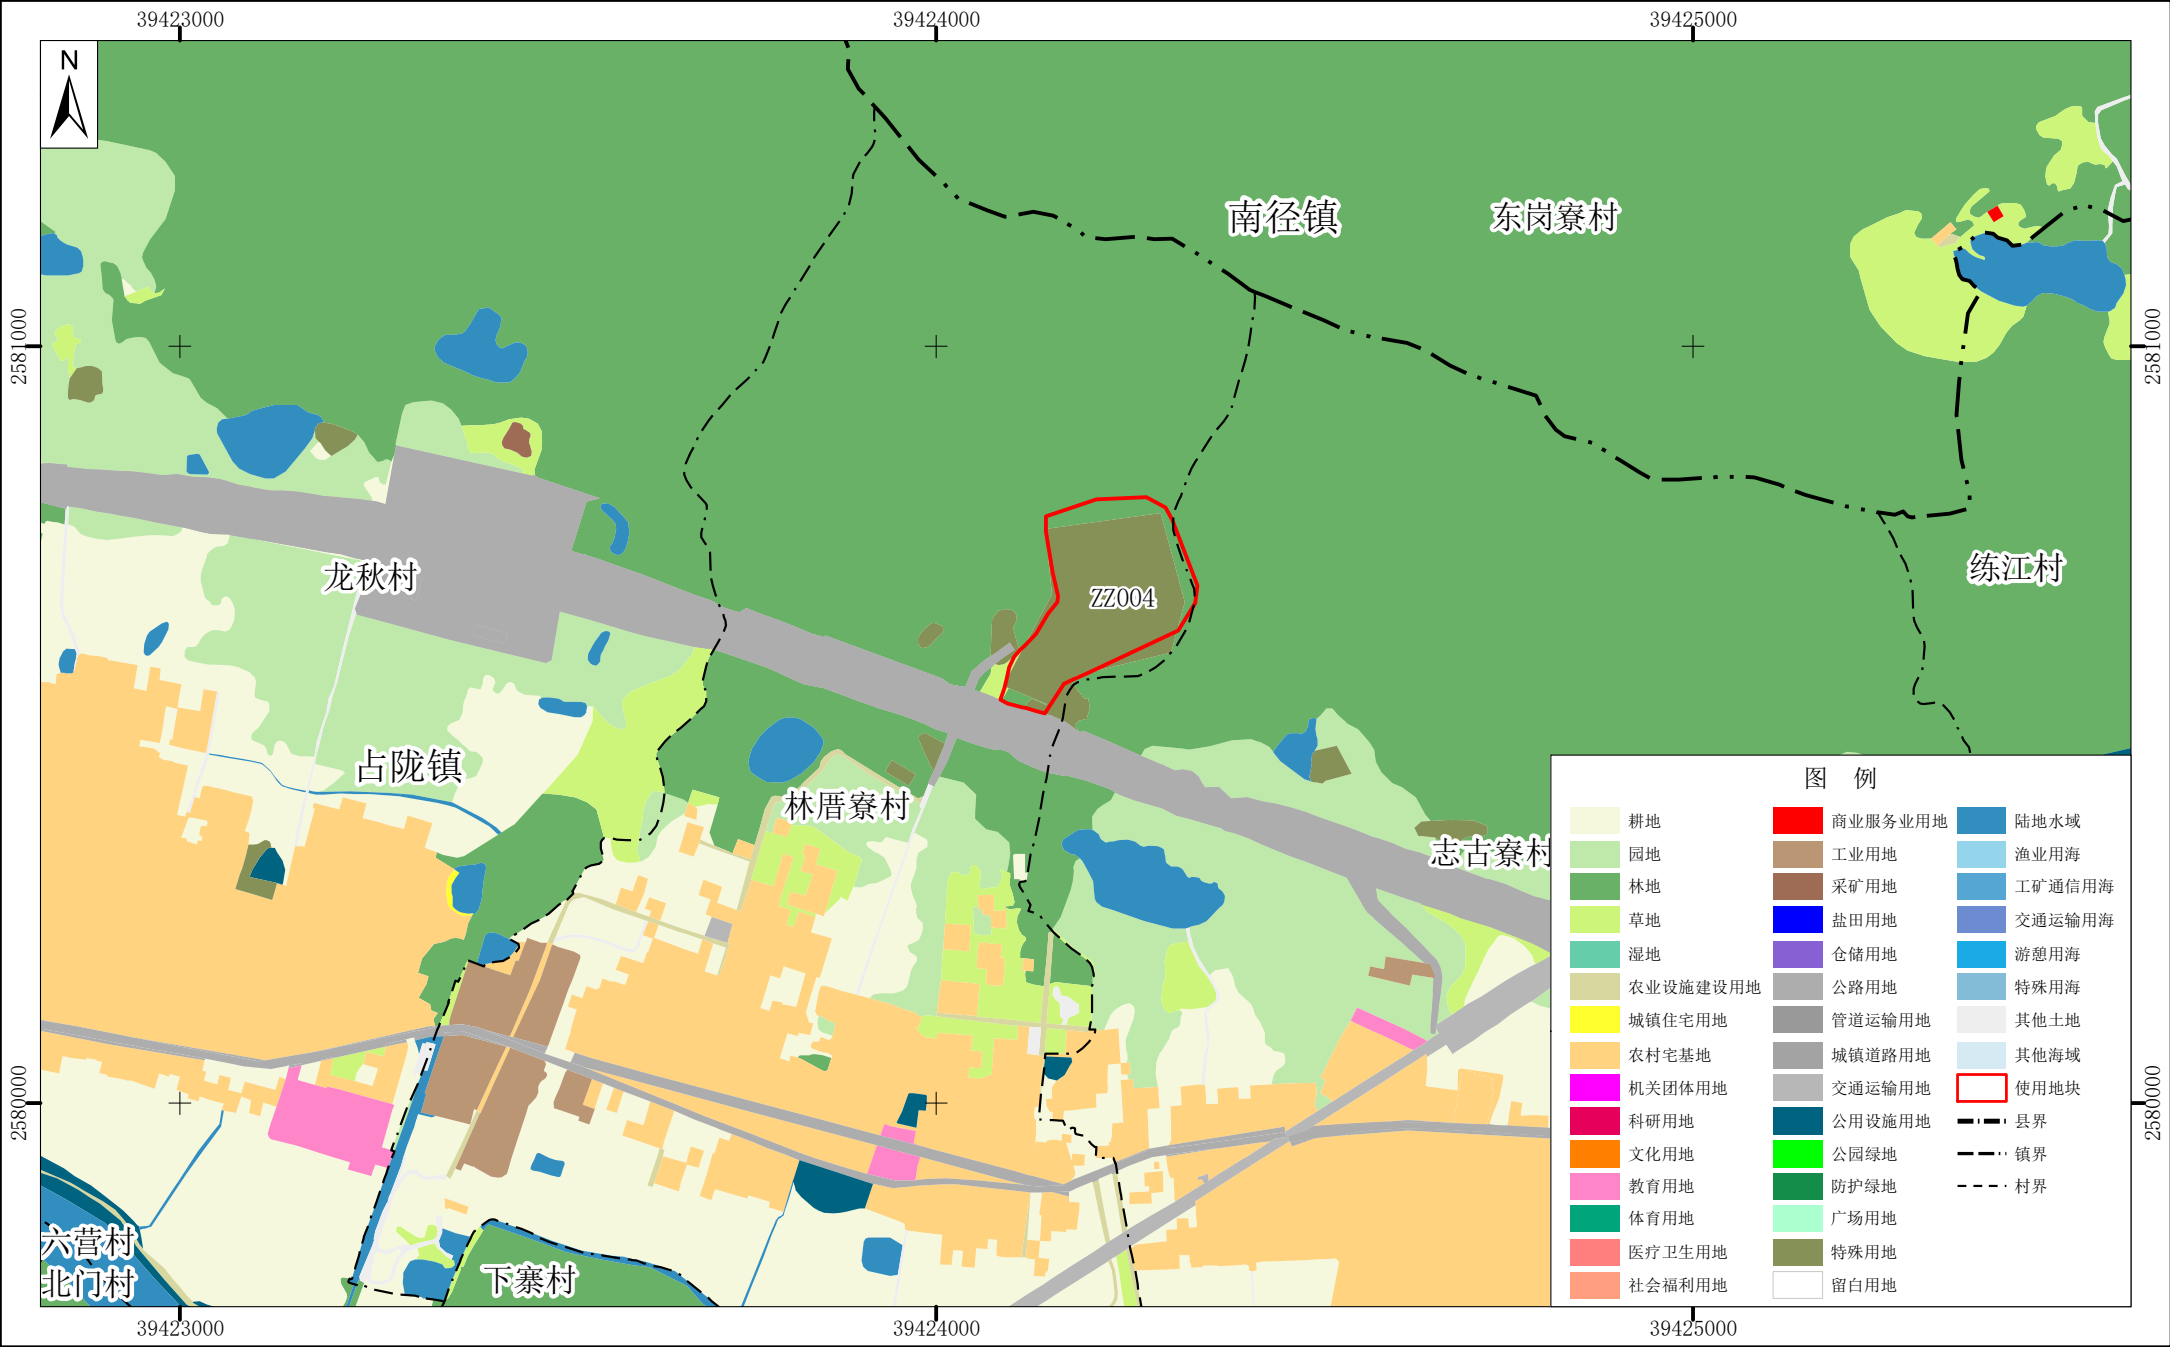 39423000
39424000
39425000
N
南径镇
东岗寮村
2581000
2581000
龙秋村
练江村
ZZ004
占陇镇
林厝寮村
志古寮村
图 例
耕地
园地
林地
草地
湿地
农业设施建设用地
城镇住宅用地
农村宅基地
机关团体用地
科研用地
文化用地
教育用地
体育用地
医疗卫生用地
社会福利用地
商业服务业用地
工业用地
采矿用地
盐田用地
仓储用地
公路用地
管道运输用地
城镇道路用地
交通运输用地
公用设施用地
公园绿地
防护绿地
广场用地
特殊用地
留白用地
陆地水域
渔业用海
工矿通信用海
交通运输用海
游憩用海
特殊用海
其他土地
其他海域
使用地块
县界
镇界
村界
2580000
2580000
六营村
北门村
下寨村
39423000
39424000
39425000